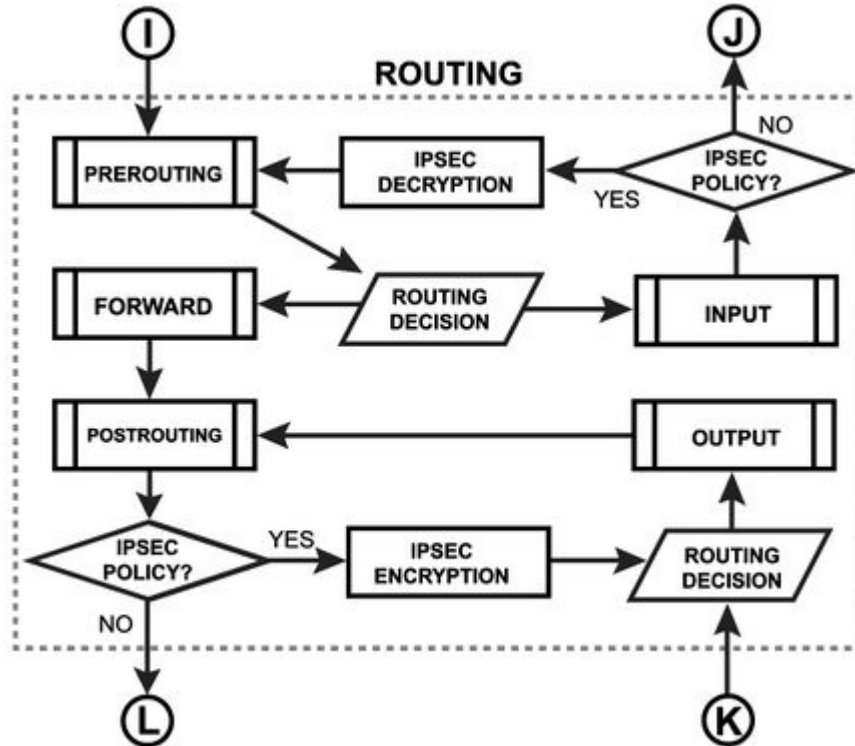 I
J
ROUTING
NO
PREROUTING
IPSEC
DECRYPTION
IPSEC
POLICY?
YES
FORWARD
ROUTING
DECISION
INPUT
POSTROUTING
OUTPUT
IPSEC
POLICY?
YES
IPSEC
ENCRYPTION
ROUTING
DECISION
NO
L
K